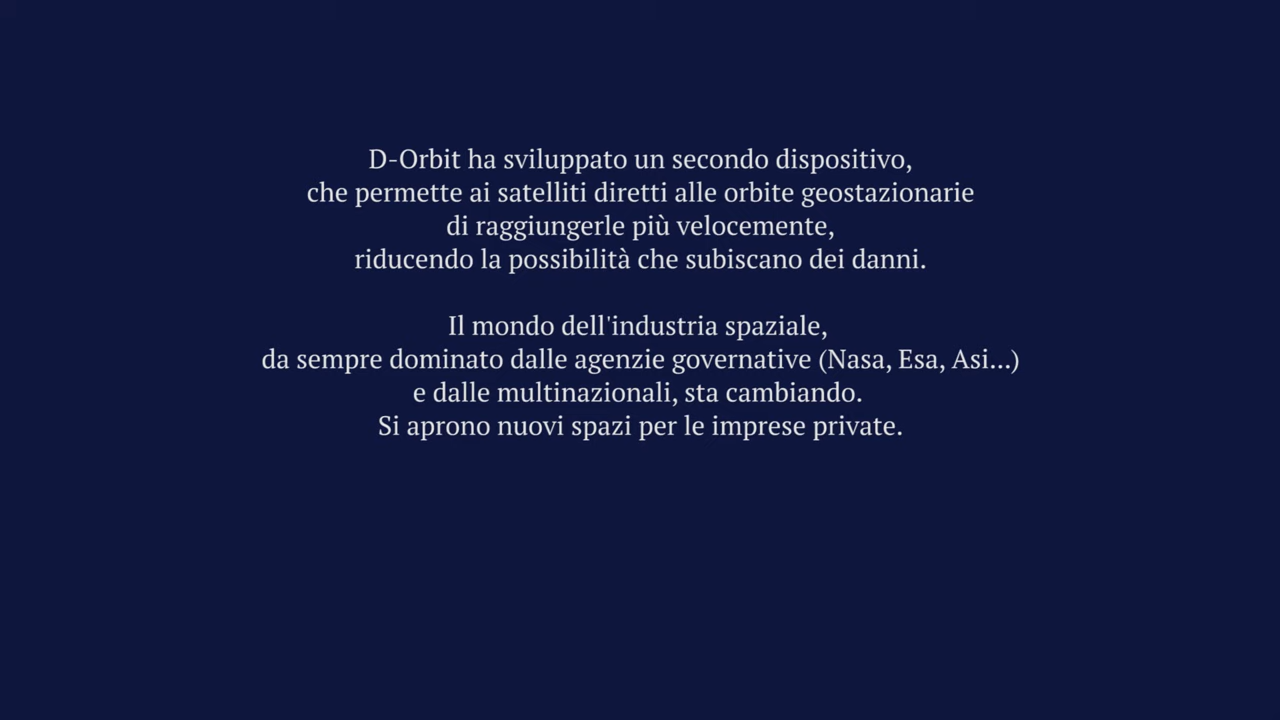 D-Orbit ha sviluppato un secondo dispositivo,
che permette ai satelliti diretti alle orbite geostazionarie
di raggiungerle più velocemente,
riducendo la possibilità che subiscano dei danni.
Il mondo dell'industria spaziale,
da sempre dominato dalle agenzie governative (Nasa, Esa, Asi...)
e dalle multinazionali, sta cambiando.
Si aprono nuovi spazi per le imprese private.